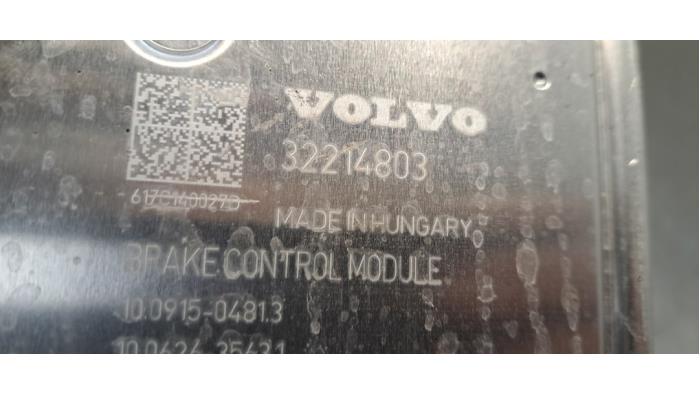 VOLVO
32214803
MADE IN HUNGARY
BRAKE CONTROL MODULE
10.0915-0481.3